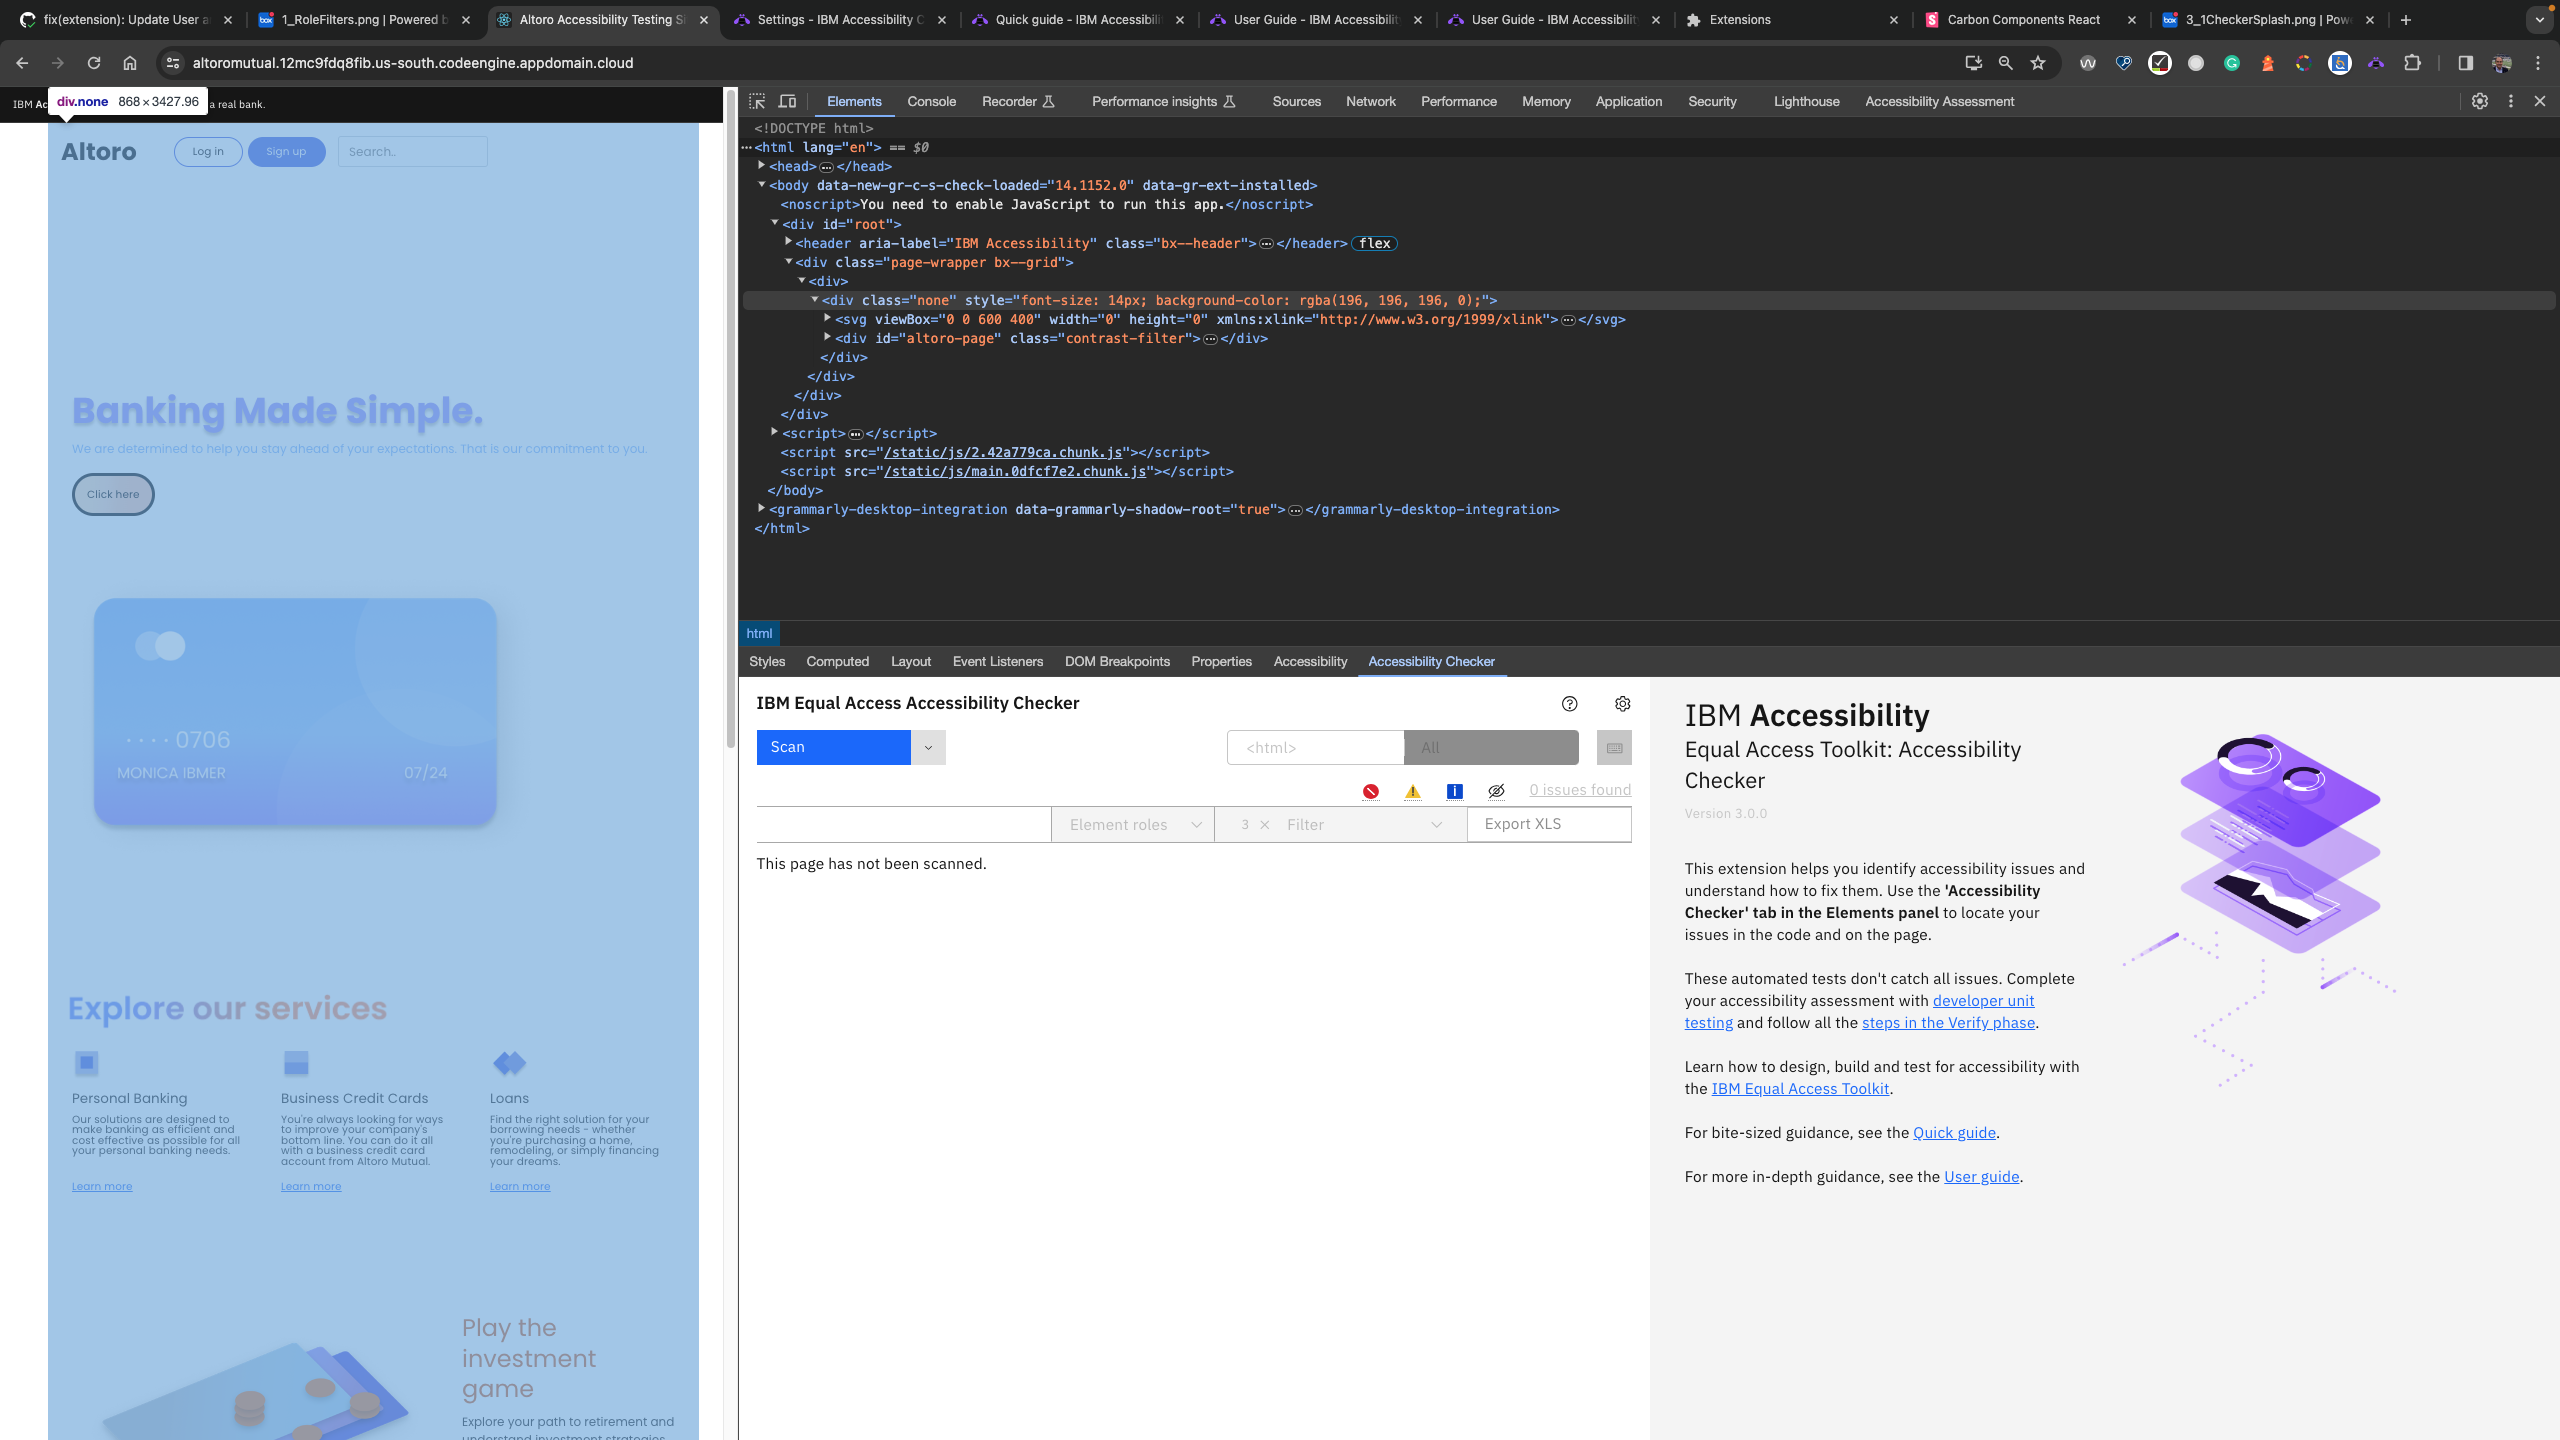 fix(extension): Update User a
1_RoleFilters.png | Powered b
Altoro Accessibility Testing Si
Settings - IBM Accessibility C
Quick guide - IBM Accessibili
User Guide - IBM Accessibility
User Guide - IBM Accessibility
Extensions
Carbon Components React
3_1CheckerSplash.png | Powe
altoromutual.12mc9fdq8fib.us-south.codeengine.appdomain.cloud
IBM Ac
div.none 868 × 3427.96
a real bank.
Altoro
Log in
Sign up
Search..
Banking Made Simple.
We are determined to help you stay ahead of your expectations. That is our commitment to you.
Click here
· · · · 0706
MONICA IBMER
07/24
Explore our services
Personal Banking
Our solutions are designed to
make banking as efficient and
cost effective as possible for all
your personal banking needs.
Learn more
Business Credit Cards
You're always looking for ways
to improve your company's
bottom line. You can do it all
with a business credit card
account from Altoro Mutual.
Learn more
Loans
Find the right solution for your
borrowing needs - whether
you're purchasing a home,
remodeling, or simply financing
your dreams.
Learn more
Play the
investment
game
Explore your path to retirement and
understand investment strategies
Elements
Console
Recorder
Performance insights
Sources
Network
Performance
Memory
Application
Security
Lighthouse
Accessibility Assessment
<!DOCTYPE html>
<html lang="en"> == $0
<head>…</head>
<body data-new-gr-c-s-check-loaded="14.1152.0" data-gr-ext-installed>
<noscript>You need to enable JavaScript to run this app.</noscript>
<div id="root">
<header aria-label="IBM Accessibility" class="bx--header">…</header> flex
<div class="page-wrapper bx--grid">
<div>
<div class="none" style="font-size: 14px; background-color: rgba(196, 196, 196, 0);">
<svg viewBox="0 0 600 400" width="0" height="0" xmlns:xlink="http://www.w3.org/1999/xlink">…</svg>
<div id="altoro-page" class="contrast-filter">…</div>
</div>
</div>
</div>
</div>
<script>…</script>
<script src="/static/js/2.42a779ca.chunk.js"></script>
<script src="/static/js/main.0dfcf7e2.chunk.js"></script>
</body>
<grammarly-desktop-integration data-grammarly-shadow-root="true">…</grammarly-desktop-integration>
</html>
html
Styles
Computed
Layout
Event Listeners
DOM Breakpoints
Properties
Accessibility
Accessibility Checker
IBM Equal Access Accessibility Checker
Scan
<html>
All
0 issues found
Element roles
3 × Filter
Export XLS
This page has not been scanned.
IBM Accessibility
Equal Access Toolkit: Accessibility
Checker
Version 3.0.0
This extension helps you identify accessibility issues and
understand how to fix them. Use the 'Accessibility
Checker' tab in the Elements panel to locate your
issues in the code and on the page.
These automated tests don't catch all issues. Complete
your accessibility assessment with developer unit
testing and follow all the steps in the Verify phase.
Learn how to design, build and test for accessibility with
the IBM Equal Access Toolkit.
For bite-sized guidance, see the Quick guide.
For more in-depth guidance, see the User guide.